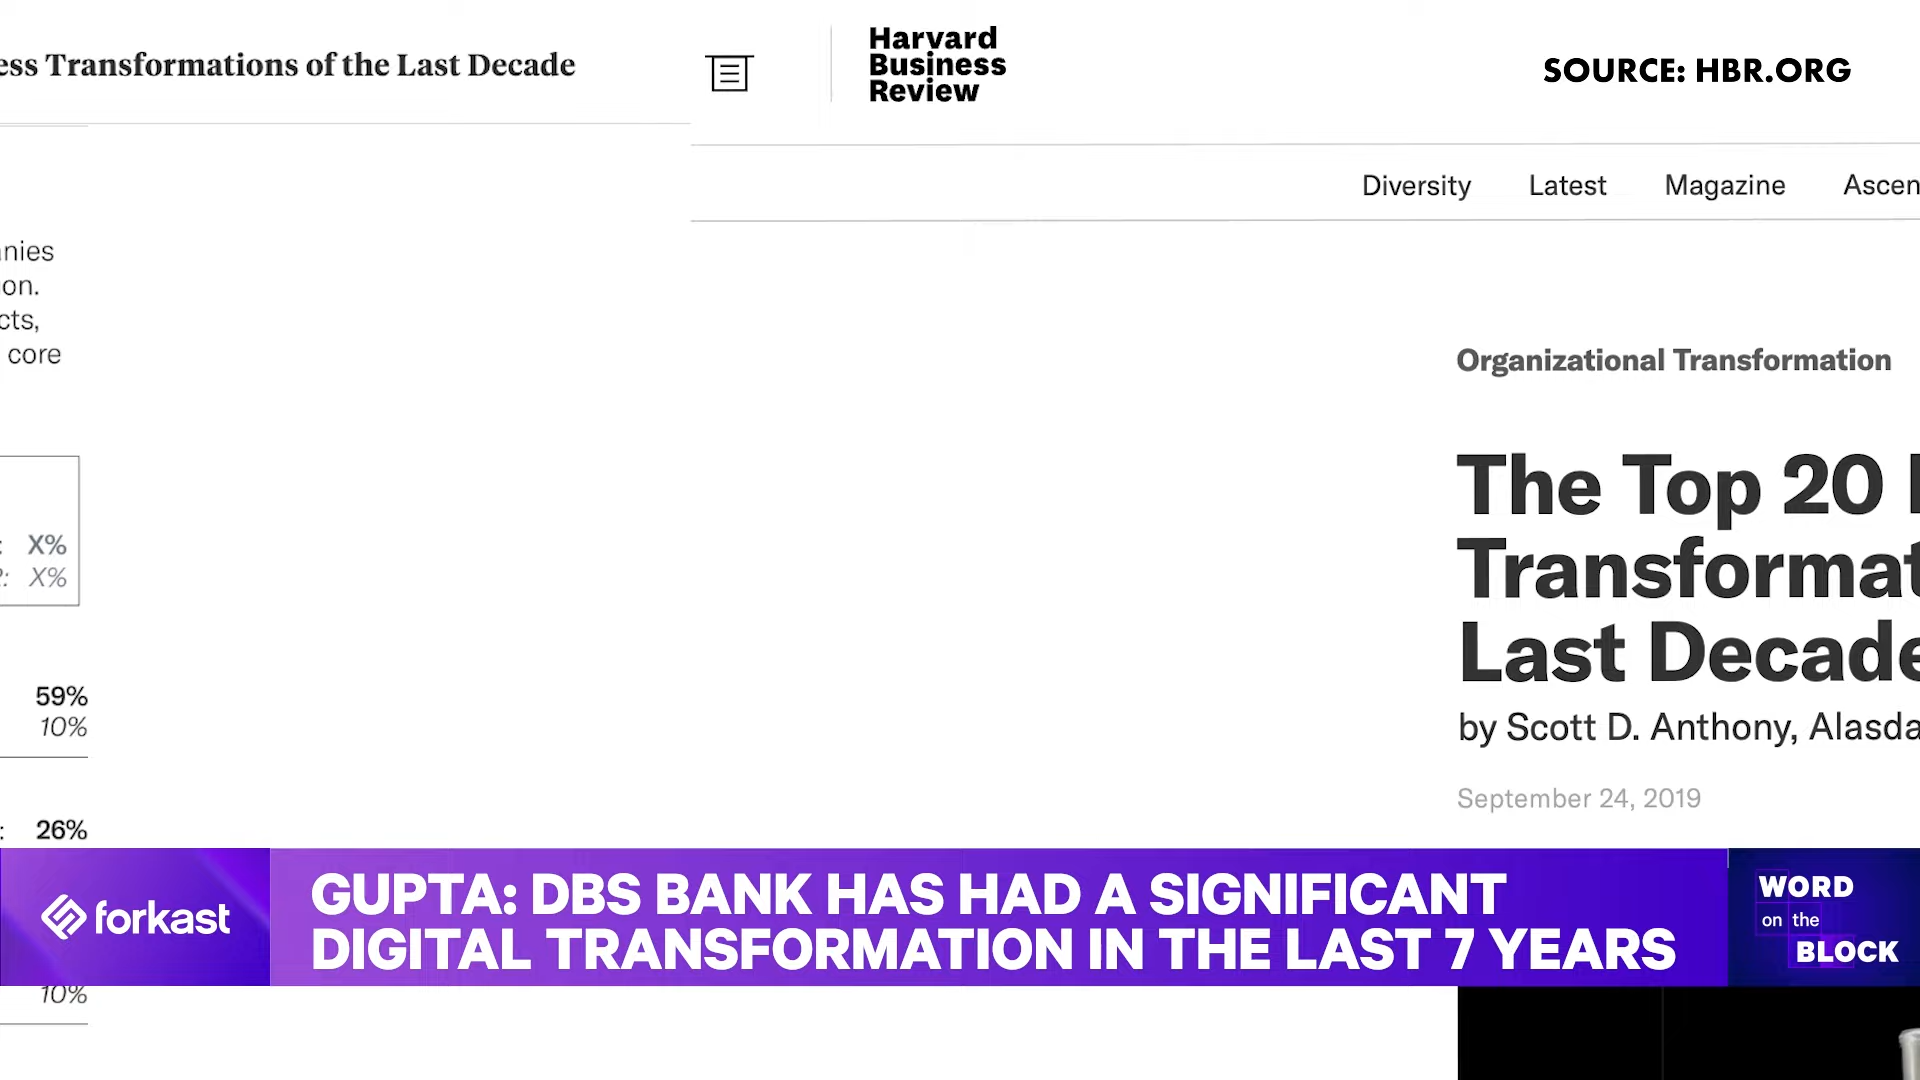 ess Transformations of the Last Decade
Harvard
Business
Review
SOURCE: HBR.ORG
Diversity Latest Magazine Ascen
nies
on.
cts,
core
: X%
2: X%
59%
10%
: 26%
10%
Organizational Transformation
The Top 20
Transformat
Last Decade
by Scott D. Anthony, Alasda
September 24, 2019
forkast
GUPTA: DBS BANK HAS HAD A SIGNIFICANT
DIGITAL TRANSFORMATION IN THE LAST 7 YEARS
WORD
on the
BLOCK